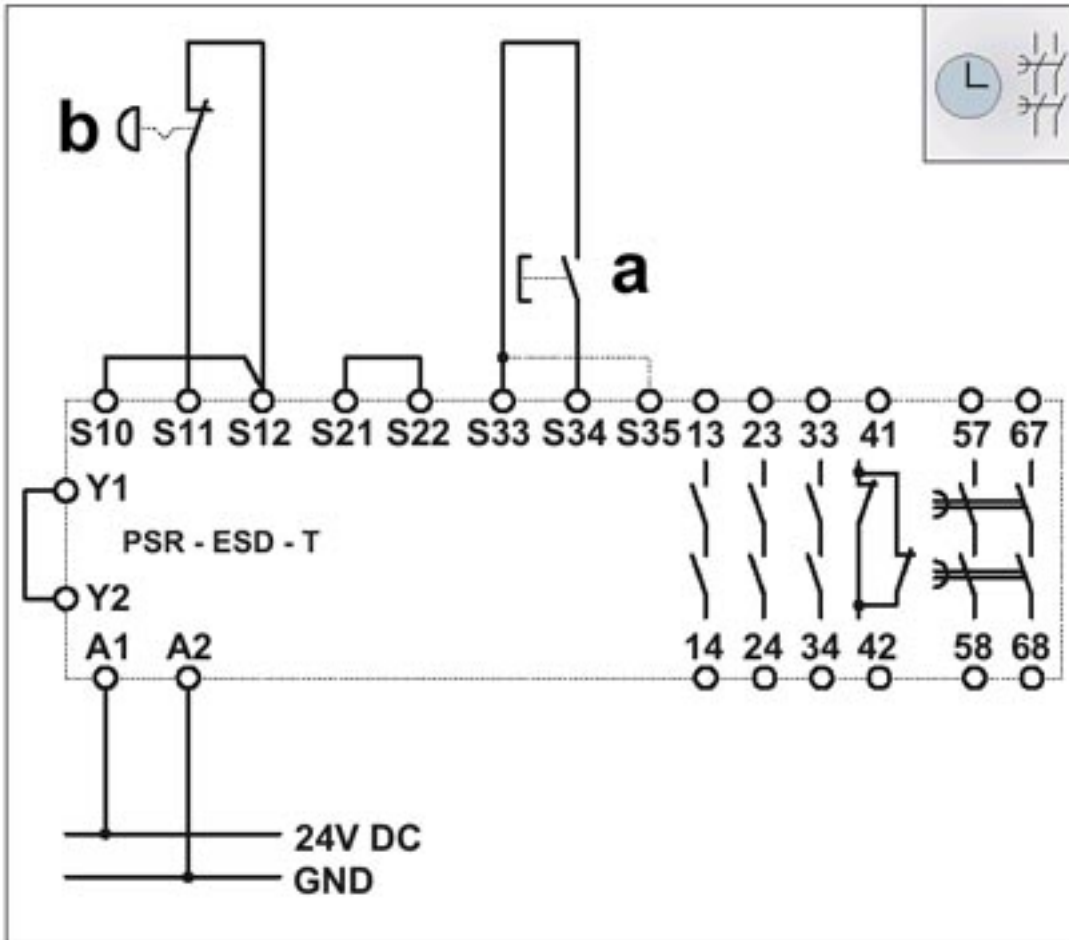 b
a
S10 S11 S12 S21 S22 S33 S34 S35 13 23 33 41 57 67
Y1
PSR - ESD - T
Y2
A1 A2 14 24 34 42 58 68
24V DC
GND